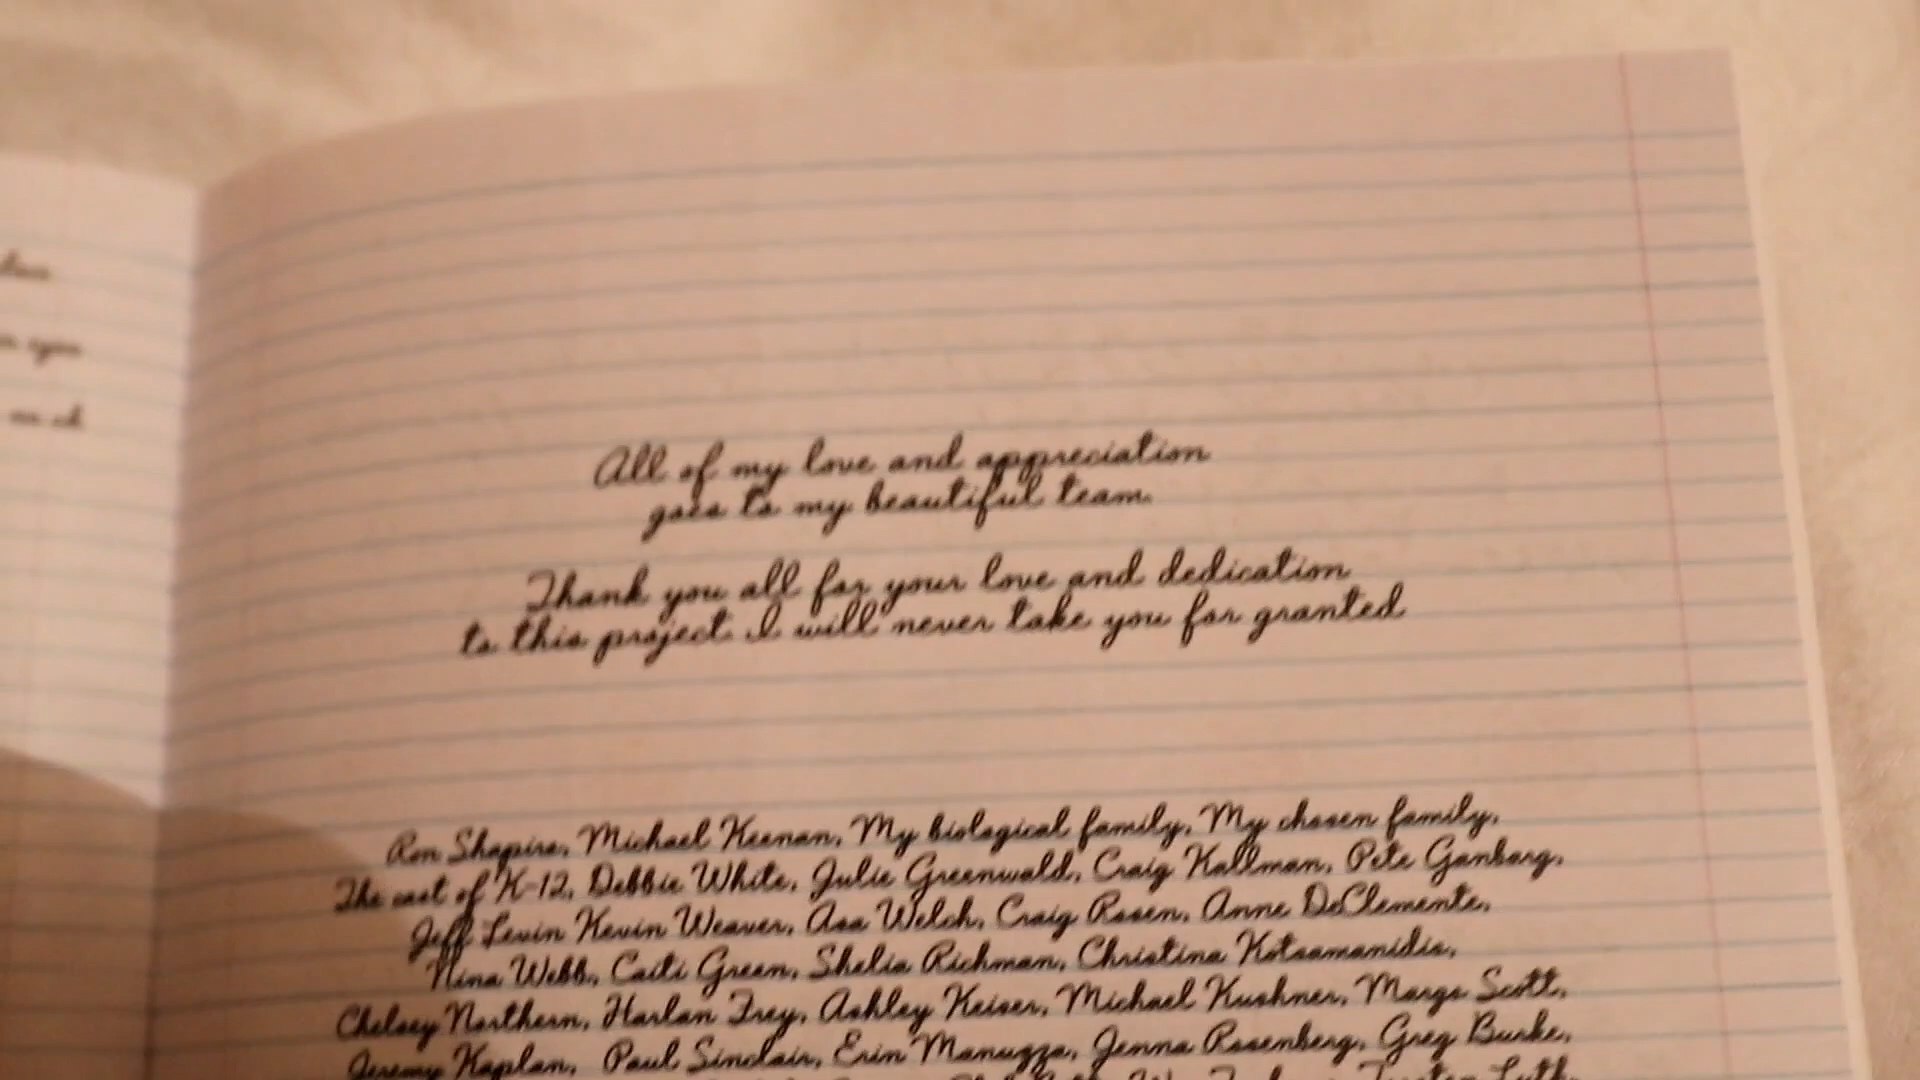 All of my love and appreciation
goes to my beautiful team.
Thank you all for your love and dedication
to this project I will never take you for granted
Ron Shapiro, Michael Keenan, My biological family, My chosen family,
The cast of K-12, Debbie White, Julie Greenwald, Craig Kallman, Pete Ganbarg,
Jeff Levin Kevin Weaver, Asa Welch, Craig Rosen, Anne DeClemente,
Nina Webb, Caiti Green, Shelia Richman, Christina Kotsamanidis,
Chelsey Northern, Harlan Frey, Ashley Keiser, Michael Kushner, Margo Scott,
Jeremy Kaplan, Paul Sinclair, Erin Manugza, Jenna Rosenberg, Greg Burke,